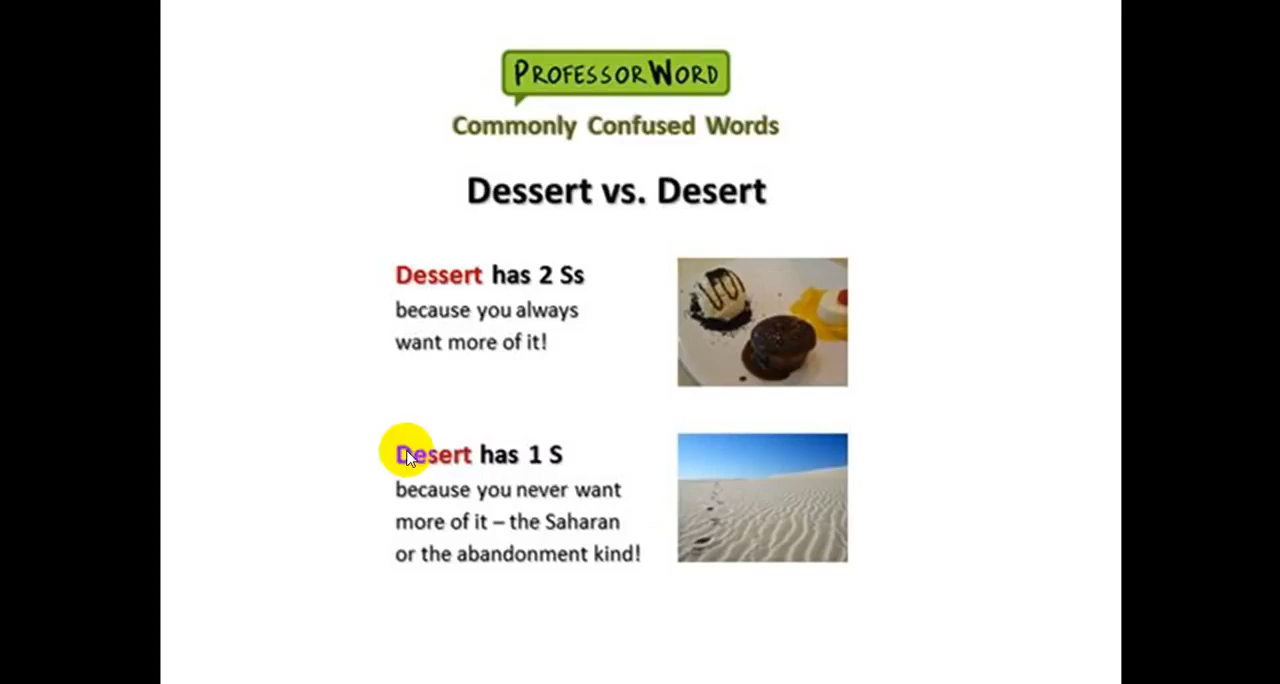 PROFESSORWORD
Commonly Confused Words
Dessert vs. Desert
Dessert has 2 Ss
because you always
want more of it!
Desert has 1 S
because you never want
more of it – the Saharan
or the abandonment kind!